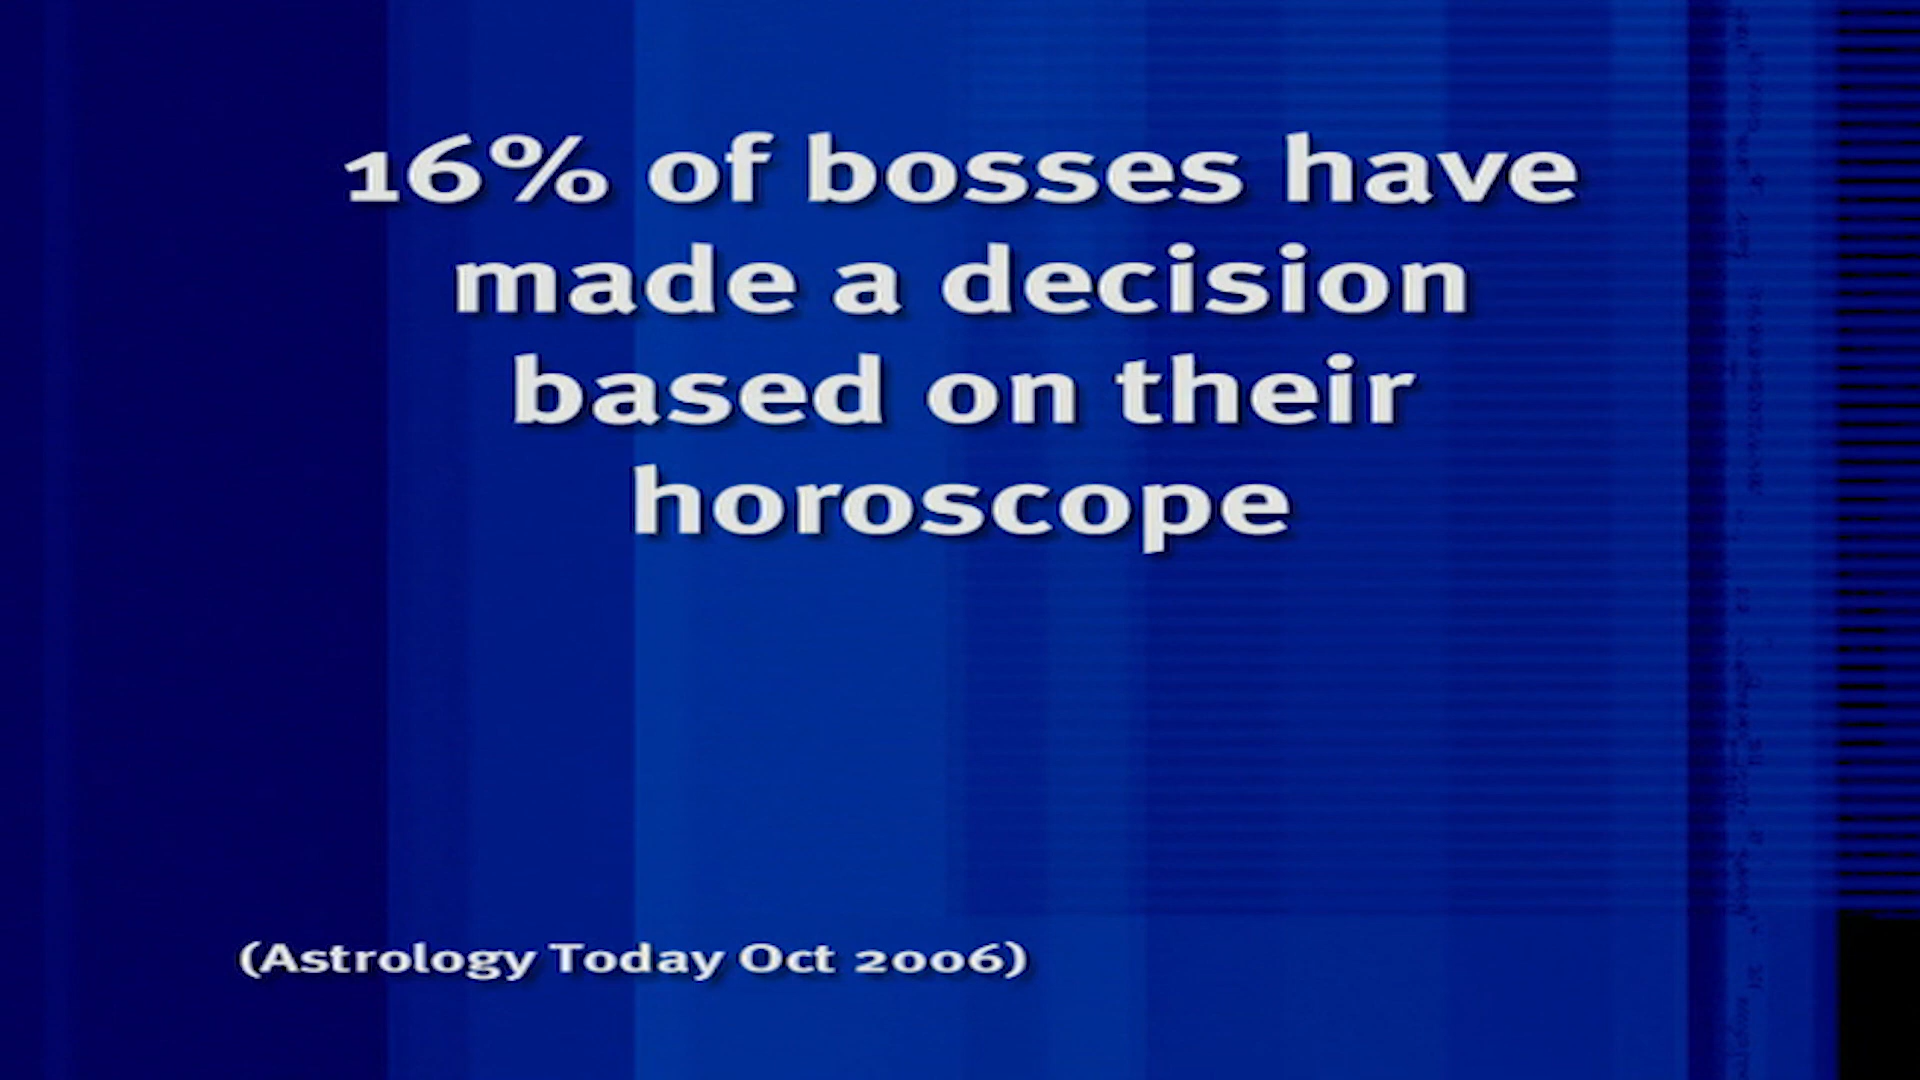 16% of bosses have
made a decision
based on their
horoscope
(Astrology Today Oct 2006)